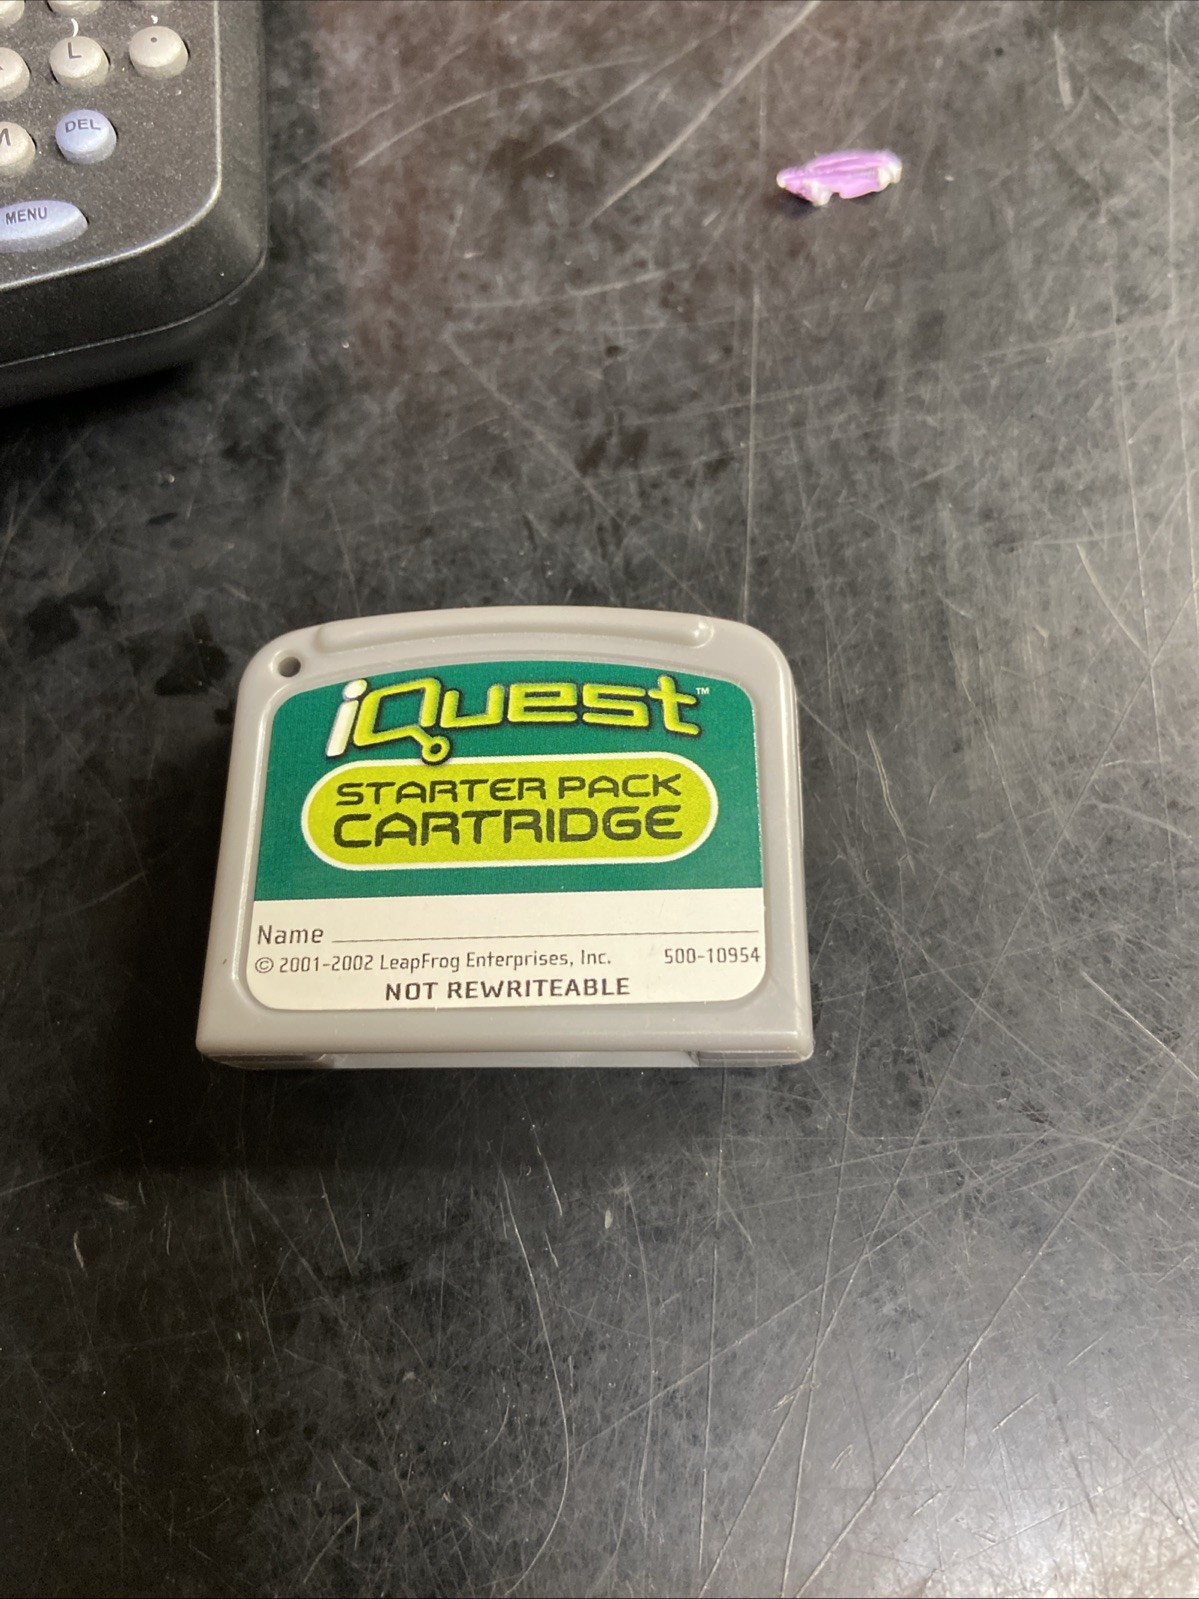 L
M
DEL
MENU
iQuest™
STARTER PACK
CARTRIDGE
Name
© 2001-2002 LeapFrog Enterprises, Inc. 500-10954
NOT REWRITEABLE